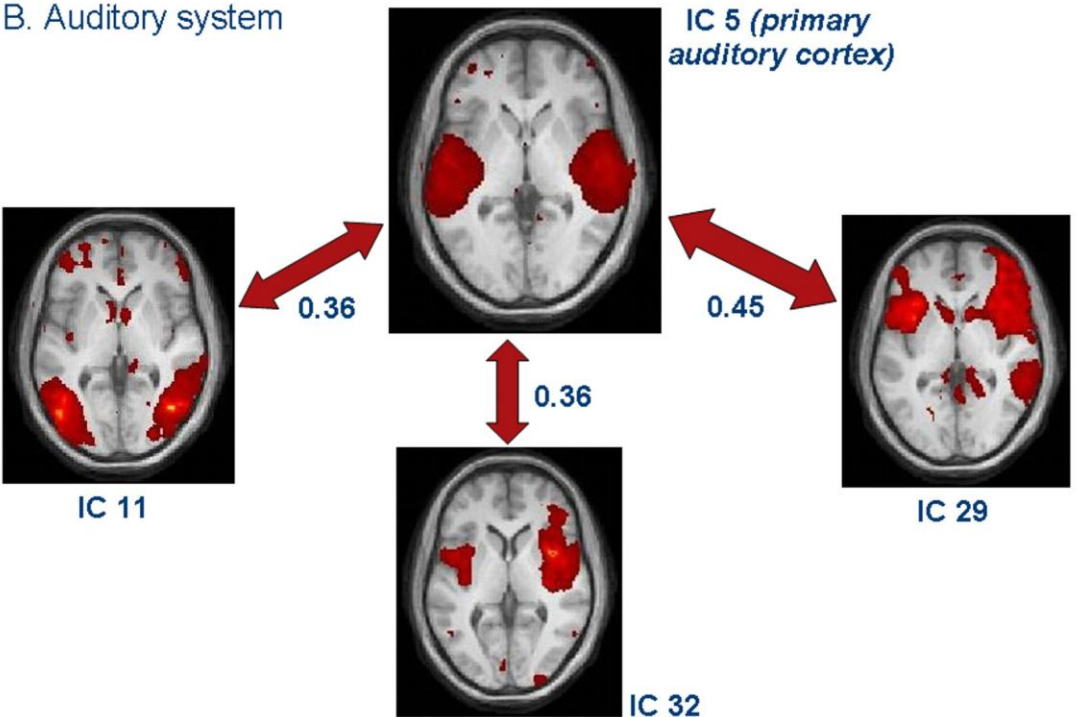 B. Auditory system
IC 5 (primary
auditory cortex)
0.36
0.45
0.36
IC 11
IC 29
IC 32